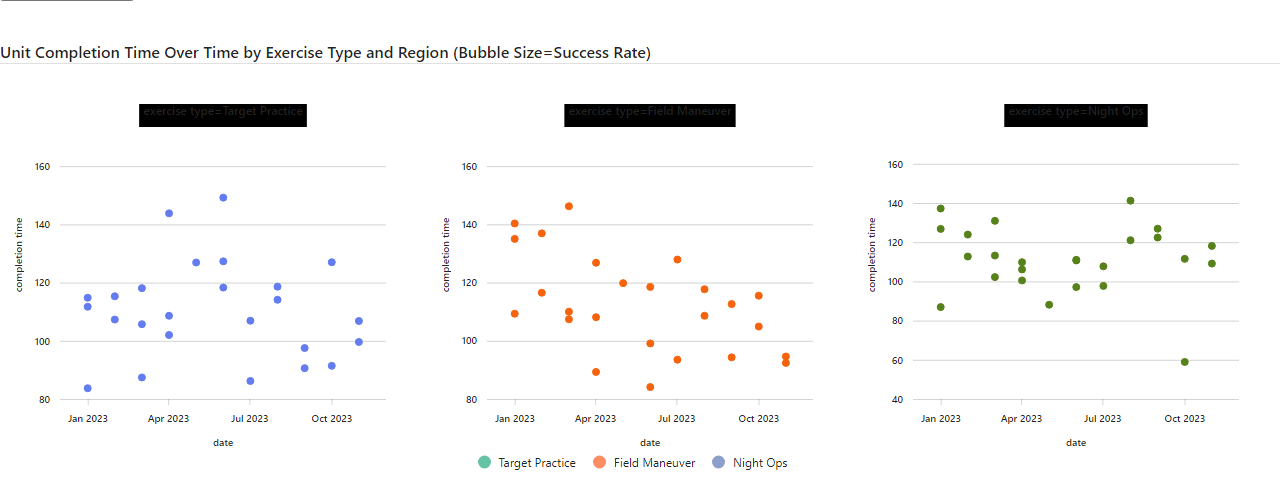 Unit Completion Time Over Time by Exercise Type and Region (Bubble Size=Success Rate)
exercise type=Target Practice
exercise type=Field Maneuver
exercise type=Night Ops
160
140
120
100
80
completion time
Jan 2023
Apr 2023
Jul 2023
Oct 2023
date
160
140
120
100
80
completion time
Jan 2023
Apr 2023
Jul 2023
Oct 2023
date
160
140
120
100
80
60
40
completion time
Jan 2023
Apr 2023
Jul 2023
Oct 2023
date
Target Practice
Field Maneuver
Night Ops